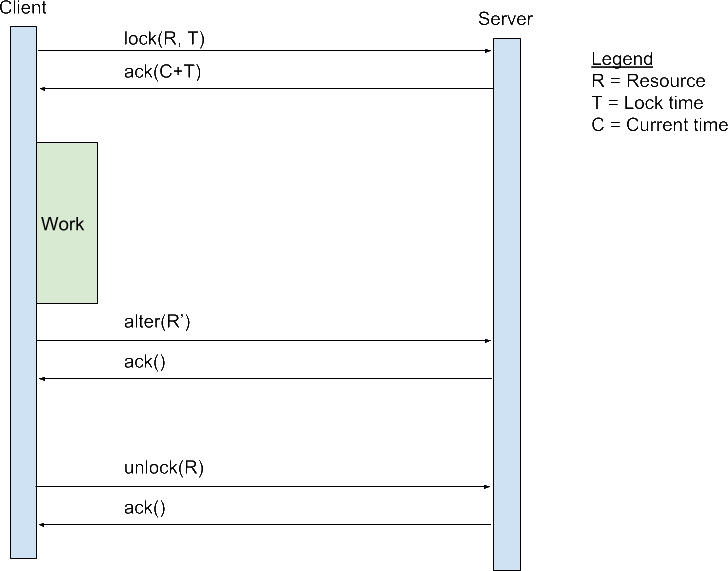 Client
Server
lock(R, T)
ack(C+T)
Legend
R = Resource
T = Lock time
C = Current time
Work
alter(R’)
ack()
unlock(R)
ack()